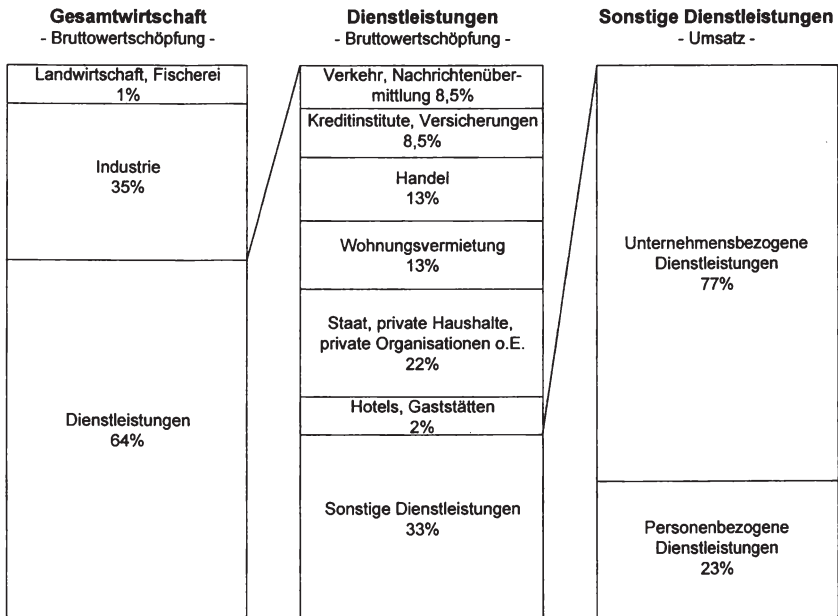 Gesamtwirtschaft
- Bruttowertschöpfung -
Landwirtschaft, Fischerei
1%
Industrie
35%
Dienstleistungen
64%
Dienstleistungen
- Bruttowertschöpfung -
Verkehr, Nachrichtenüber-
mittlung 8,5%
Kreditinstitute, Versicherungen
8,5%
Handel
13%
Wohnungsvermietung
13%
Staat, private Haushalte,
private Organisationen o.E.
22%
Hotels, Gaststätten
2%
Sonstige Dienstleistungen
33%
Sonstige Dienstleistungen
- Umsatz -
Unternehmensbezogene
Dienstleistungen
77%
Personenbezogene
Dienstleistungen
23%